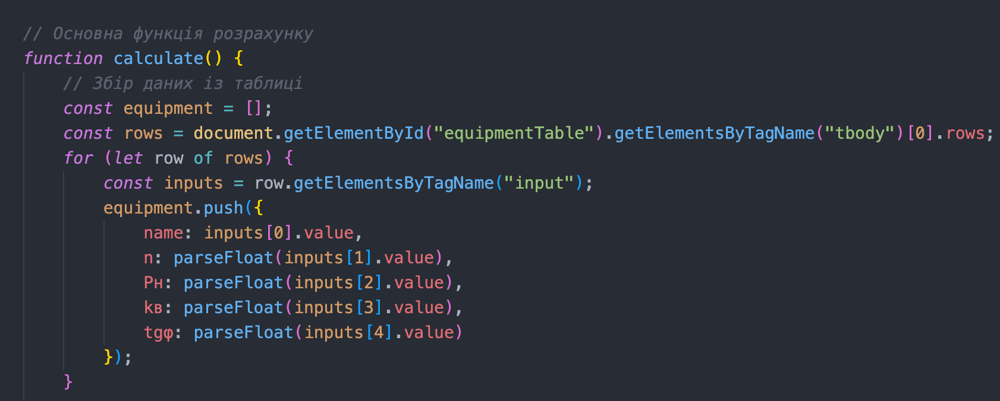 // Основна функція розрахунку
function calculate() {
// Збір даних із таблиці
const equipment = [];
const rows = document.getElementById("equipmentTable").getElementsByTagName("tbody")[0].rows;
for (let row of rows) {
const inputs = row.getElementsByTagName("input");
equipment.push({
name: inputs[0].value,
n: parseFloat(inputs[1].value),
Pн: parseFloat(inputs[2].value),
kв: parseFloat(inputs[3].value),
tgφ: parseFloat(inputs[4].value)
});
}